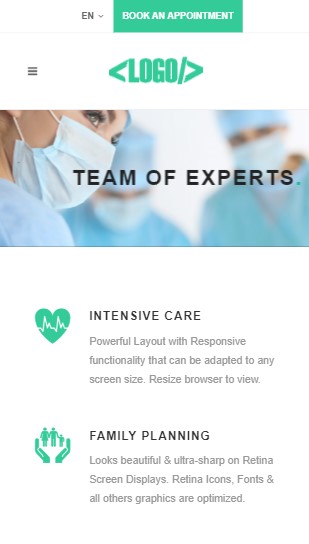 EN
BOOK AN APPOINTMENT
<LOGO/>
TEAM OF EXPERTS.
INTENSIVE CARE
Powerful Layout with Responsive
functionality that can be adapted to any
screen size. Resize browser to view.
FAMILY PLANNING
Looks beautiful & ultra-sharp on Retina
Screen Displays. Retina Icons, Fonts &
all others graphics are optimized.